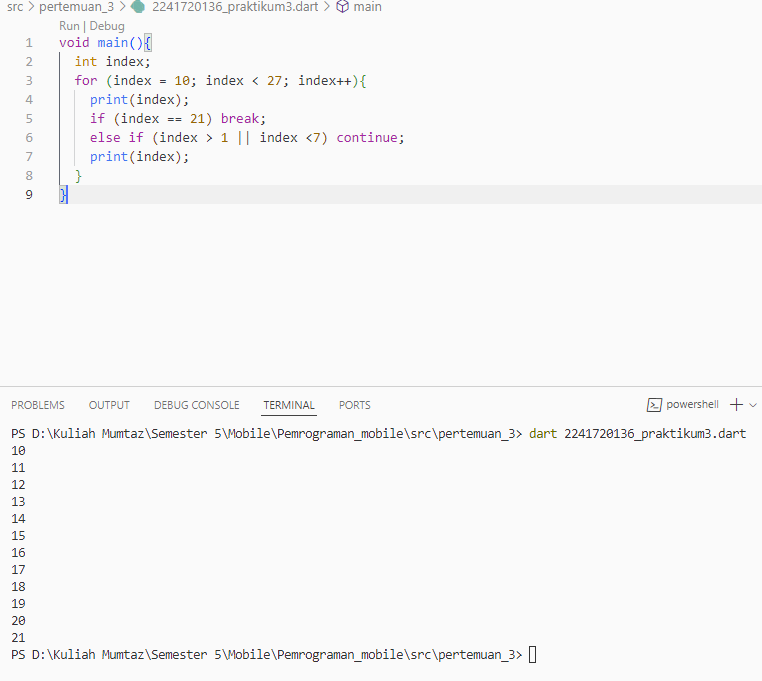 src > pertemuan_3 > 2241720136_praktikum3.dart > main
Run | Debug
1 void main(){
2 int index;
3 for (index = 10; index < 27; index++){
4 print(index);
5 if (index == 21) break;
6 else if (index > 1 || index <7) continue;
7 print(index);
8 }
9 }
PROBLEMS OUTPUT DEBUG CONSOLE TERMINAL PORTS powershell
PS D:\Kuliah Mumtaz\Semester 5\Mobile\Pemrograman_mobile\src\pertemuan_3> dart 2241720136_praktikum3.dart
10
11
12
13
14
15
16
17
18
19
20
21
PS D:\Kuliah Mumtaz\Semester 5\Mobile\Pemrograman_mobile\src\pertemuan_3>